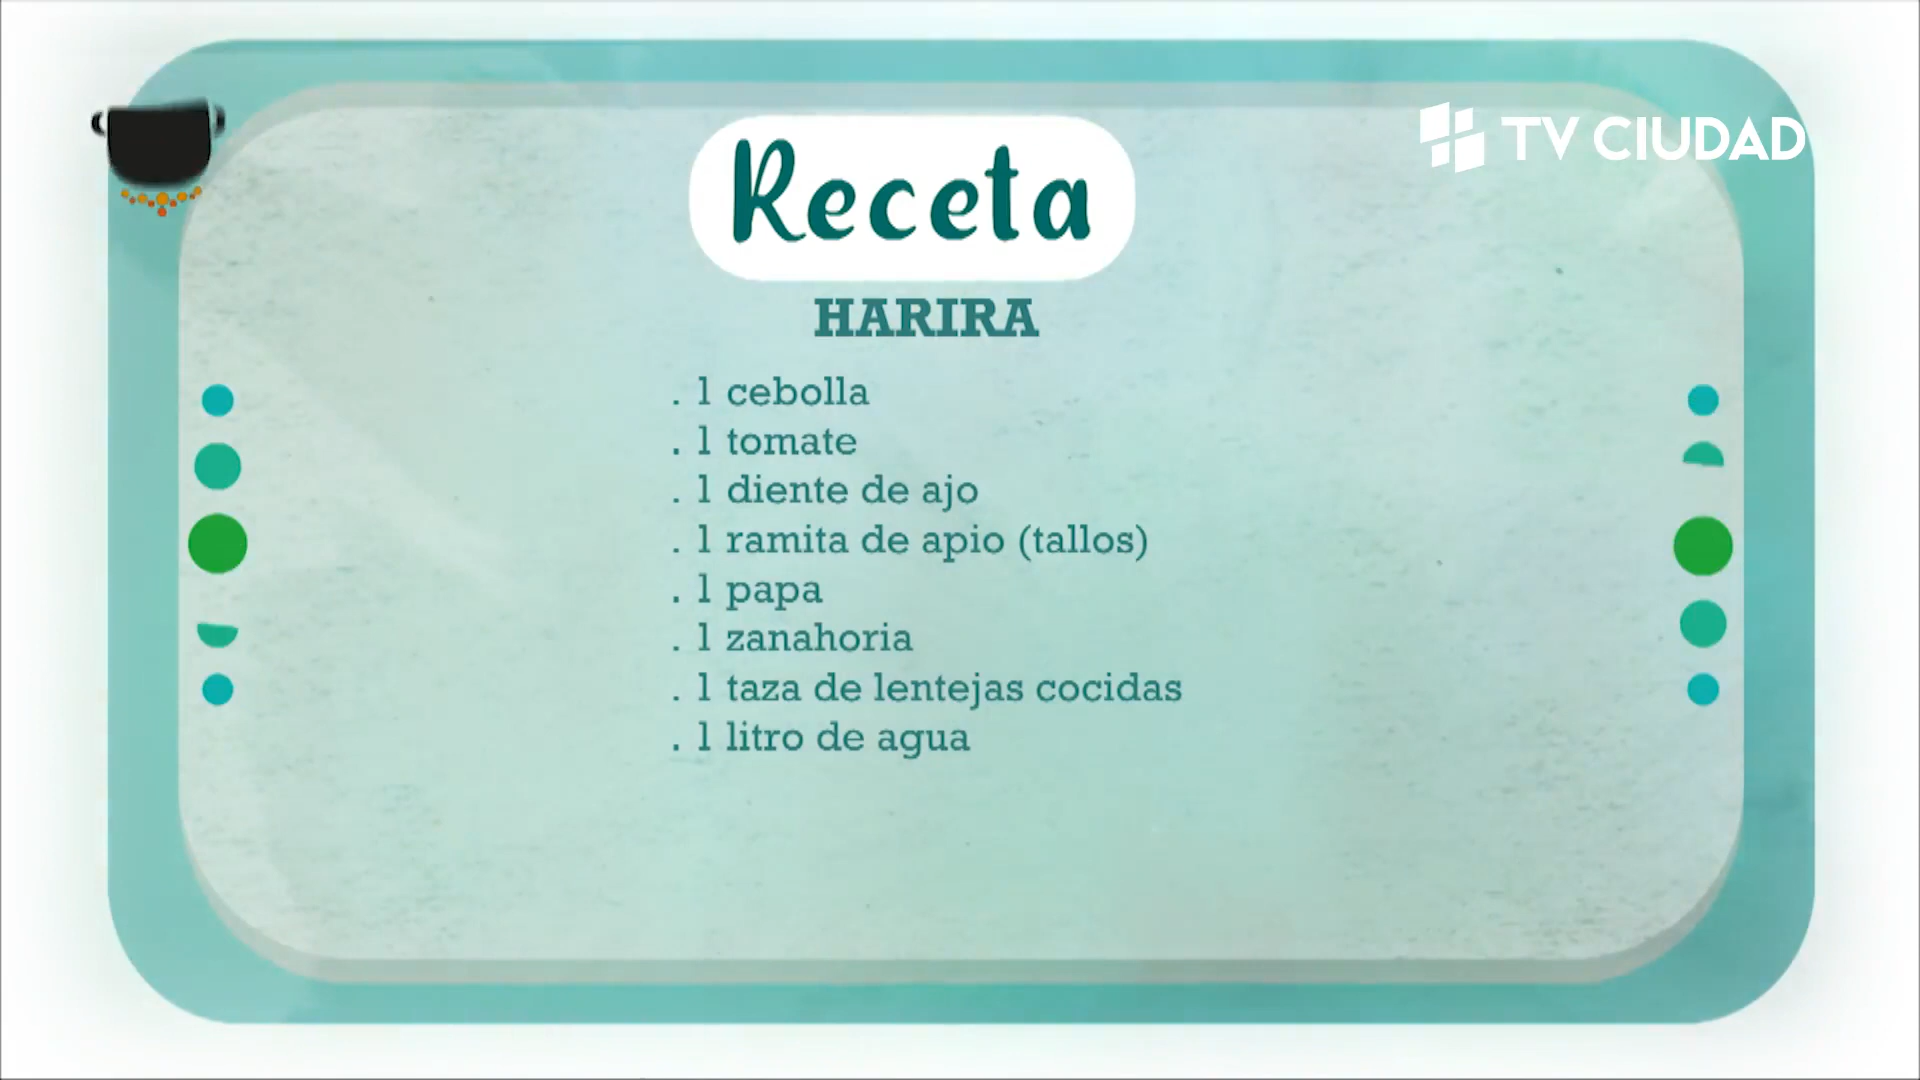 TV CIUDAD
Receta
HARIRA
. 1 cebolla
. 1 tomate
. 1 diente de ajo
. 1 ramita de apio (tallos)
. 1 papa
. 1 zanahoria
. 1 taza de lentejas cocidas
. 1 litro de agua